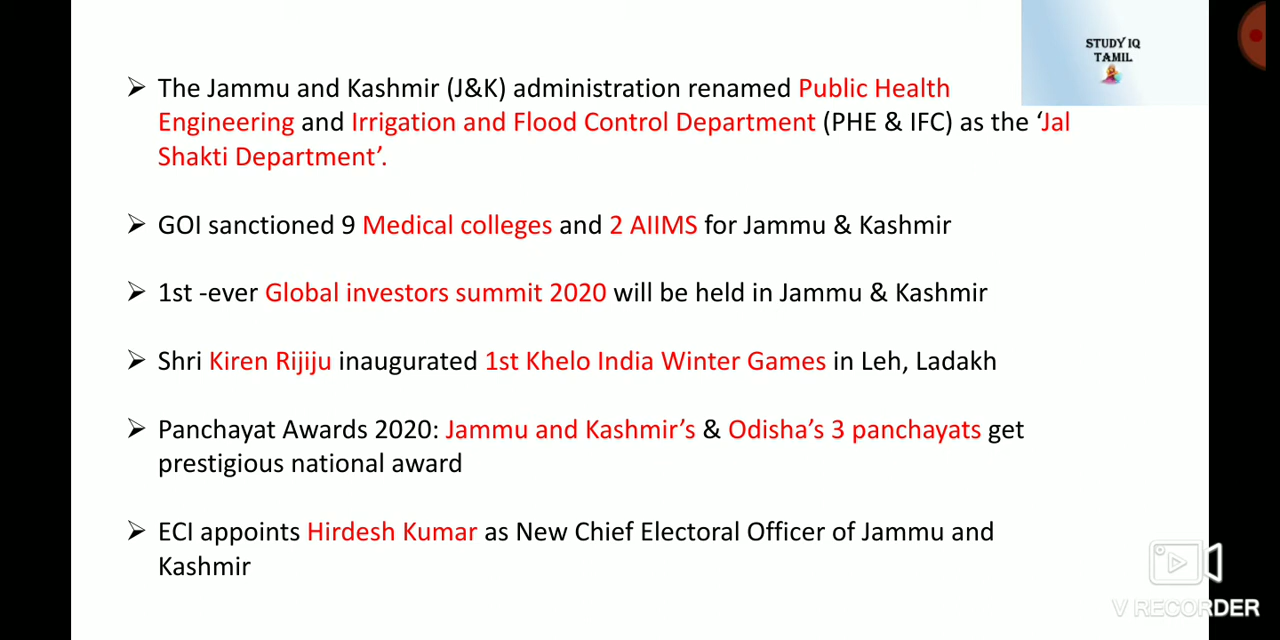 STUDY IQ
TAMIL
➢ The Jammu and Kashmir (J&K) administration renamed Public Health
Engineering and Irrigation and Flood Control Department (PHE & IFC) as the ‘Jal
Shakti Department’.
➢ GOI sanctioned 9 Medical colleges and 2 AIIMS for Jammu & Kashmir
➢ 1st -ever Global investors summit 2020 will be held in Jammu & Kashmir
➢ Shri Kiren Rijiju inaugurated 1st Khelo India Winter Games in Leh, Ladakh
➢ Panchayat Awards 2020: Jammu and Kashmir’s & Odisha’s 3 panchayats get
prestigious national award
➢ ECI appoints Hirdesh Kumar as New Chief Electoral Officer of Jammu and
Kashmir
V RECORDER